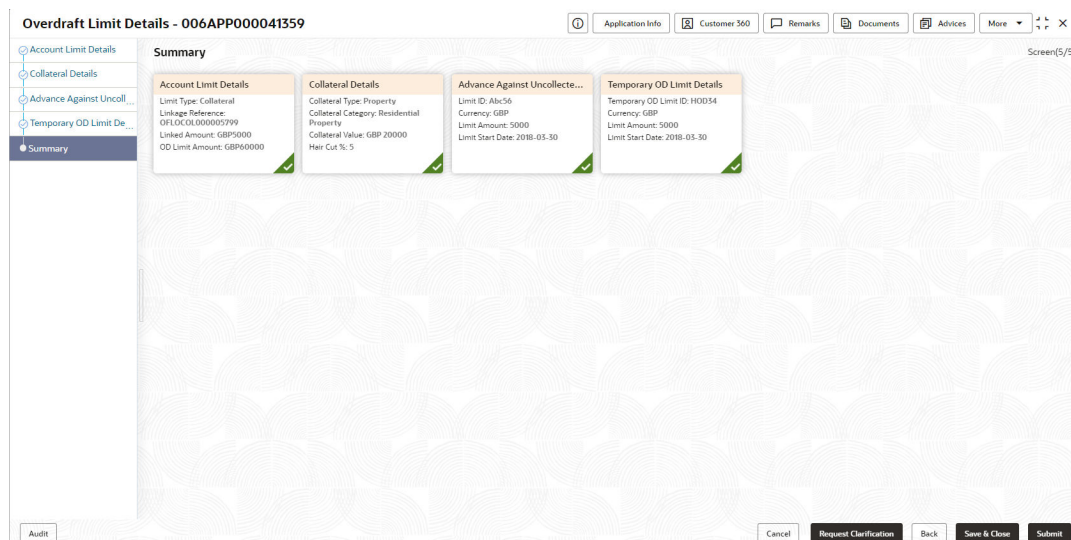 Overdraft Limit Details - 006APP000041359
Application Info
Customer 360
Remarks
Documents
Advices
More
Account Limit Details
Collateral Details
Advance Against Uncoll...
Temporary OD Limit De...
Summary
Summary
Screen(5/5
Account Limit Details
Limit Type: Collateral
Linkage Reference:
OFLOCOL000005799
Linked Amount: GBP5000
OD Limit Amount: GBP60000
Collateral Details
Collateral Type: Property
Collateral Category: Residential
Property
Collateral Value: GBP 20000
Hair Cut %: 5
Advance Against Uncollecte...
Limit ID: Abc56
Currency: GBP
Limit Amount: 5000
Limit Start Date: 2018-03-30
Temporary OD Limit Details
Temporary OD Limit ID: HOD34
Currency: GBP
Limit Amount: 5000
Limit Start Date: 2018-03-30
Audit
Cancel
Request Clarification
Back
Save & Close
Submit